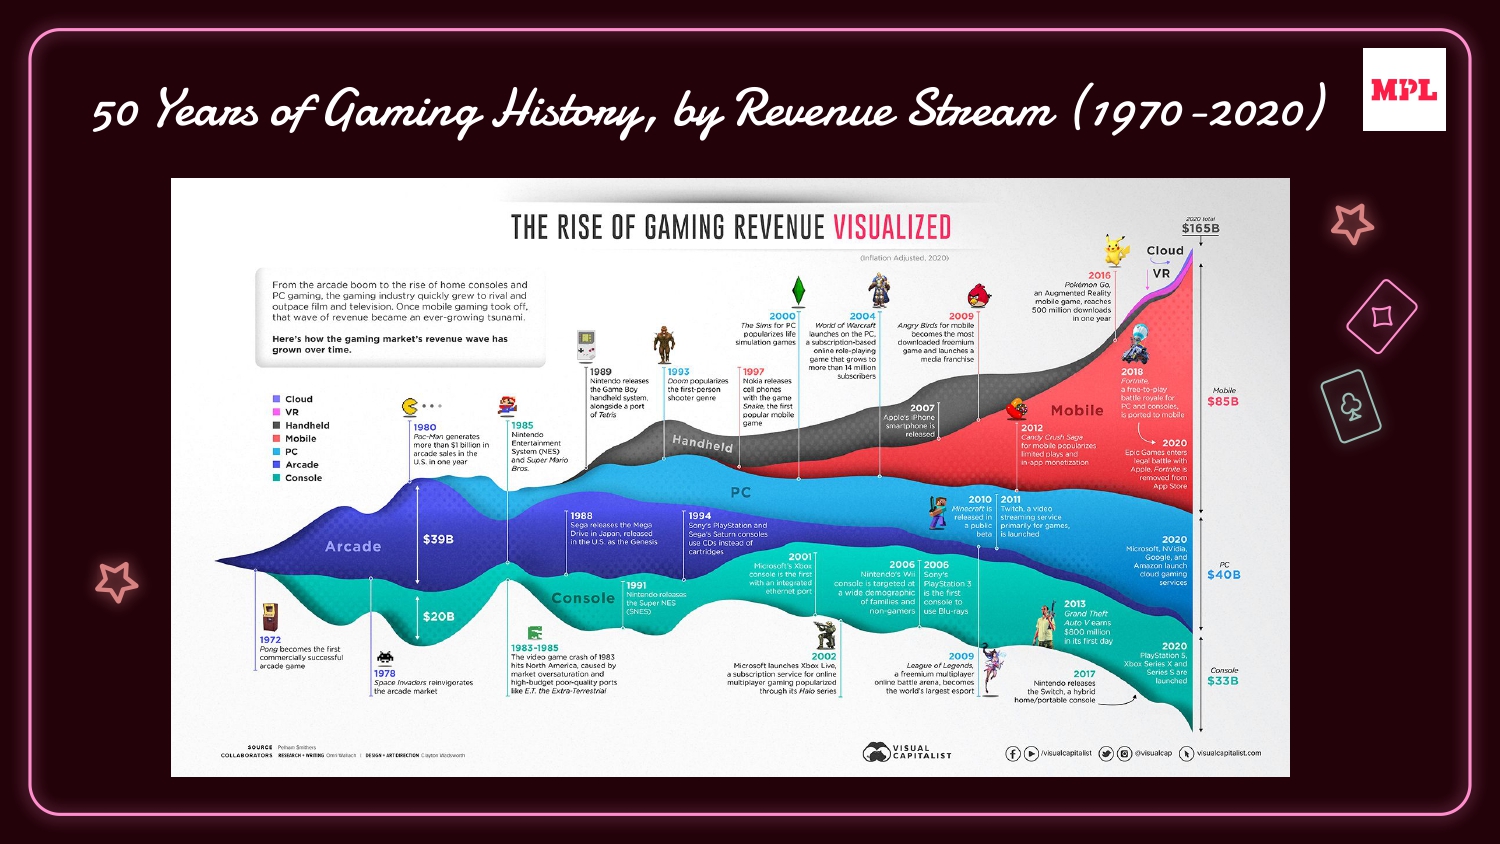 50 Years of Gaming History, by Revenue Stream (1970 -2020)
MPL
THE RISE OF GAMING REVENUE VISUALIZED
(Inflation Adjusted, 2020)
From the arcade boom to the rise of home consoles and
PC gaming, the gaming industry quickly grew to rival and
outpace film and television. Once mobile gaming took off,
that wave of revenue became an ever-growing tsunami.
Here's how the gaming market's revenue wave has
grown over time.
Cloud
VR
Handheld
Mobile
PC
Arcade
Console
1980
Pac-Man generates
more than $1 billion in
arcade sales in the
U.S. in one year
1985
Nintendo
Entertainment
System (NES)
and Super Mario
Bros.
1989
Nintendo releases
the Game Boy
handheld system,
alongside a port
of Tetris
1993
Doom popularizes
the first-person
shooter genre
1997
Nokia releases
cell phones
with the game
Snake, the first
popular mobile
game
2000
The Sims for PC
popularizes life
simulation games
2004
World of Warcraft
launches on the PC,
a subscription-based
online role-playing
game that grows to
more than 14 million
subscribers
2009
Angry Birds for mobile
becomes the most
downloaded freemium
game and launches a
media franchise
2016
Pokémon Go,
an Augmented Reality
mobile game, reaches
500 million downloads
in one year
2020 total
$165B
Cloud
VR
2018
Fortnite,
a free-to-play
battle royale for
PC and consoles,
is ported to mobile
2020
Epic Games enters
legal battle with
Apple, Fortnite is
removed from
App Store
Mobile
$85B
2007
Apple's iPhone
smartphone is
released
Mobile
2012
Candy Crush Saga
for mobile popularizes
limited plays and
in-app monetization
Handheld
PC
2010
Minecraft is
released in
a public
beta
2011
Twitch, a video
streaming service
primarily for games,
is launched
2020
Microsoft, NVidia,
Google, and
Amazon launch
cloud gaming
services
PC
$40B
Arcade
$39B
1988
Sega releases the Mega
Drive in Japan, released
in the U.S. as the Genesis
1994
Sony's PlayStation and
Sega's Saturn consoles
use CDs instead of
cartridges
2001
Microsoft's Xbox
console is the first
with an integrated
ethernet port
2006
Nintendo's Wii
console is targeted at
a wide demographic
of families and
non-gamers
2006
Sony's
PlayStation 3
is the first
console to
use Blu-rays
Console
$20B
1991
Nintendo releases
the Super NES
(SNES)
2013
Grand Theft
Auto V earns
$800 million
in its first day
2020
PlayStation 5,
Xbox Series X and
Series S are
launched
Console
$33B
1972
Pong becomes the first
commercially successful
arcade game
1978
Space Invaders reinvigorates
the arcade market
1983-1985
The video game crash of 1983
hits North America, caused by
market oversaturation and
high-budget poor-quality ports
like E.T. the Extra-Terrestrial
2002
Microsoft launches Xbox Live,
a subscription service for online
multiplayer gaming popularized
through its Halo series
2009
League of Legends,
a freemium multiplayer
online battle arena, becomes
the world's largest esport
2017
Nintendo releases
the Switch, a hybrid
home/portable console
SOURCE Pelham Smithers
COLLABORATORS RESEARCH + WRITING Omri Wallach | DESIGN + ART DIRECTION Clayton Wadsworth
VISUAL
CAPITALIST
/visualcapitalist @visualcap visualcapitalist.com